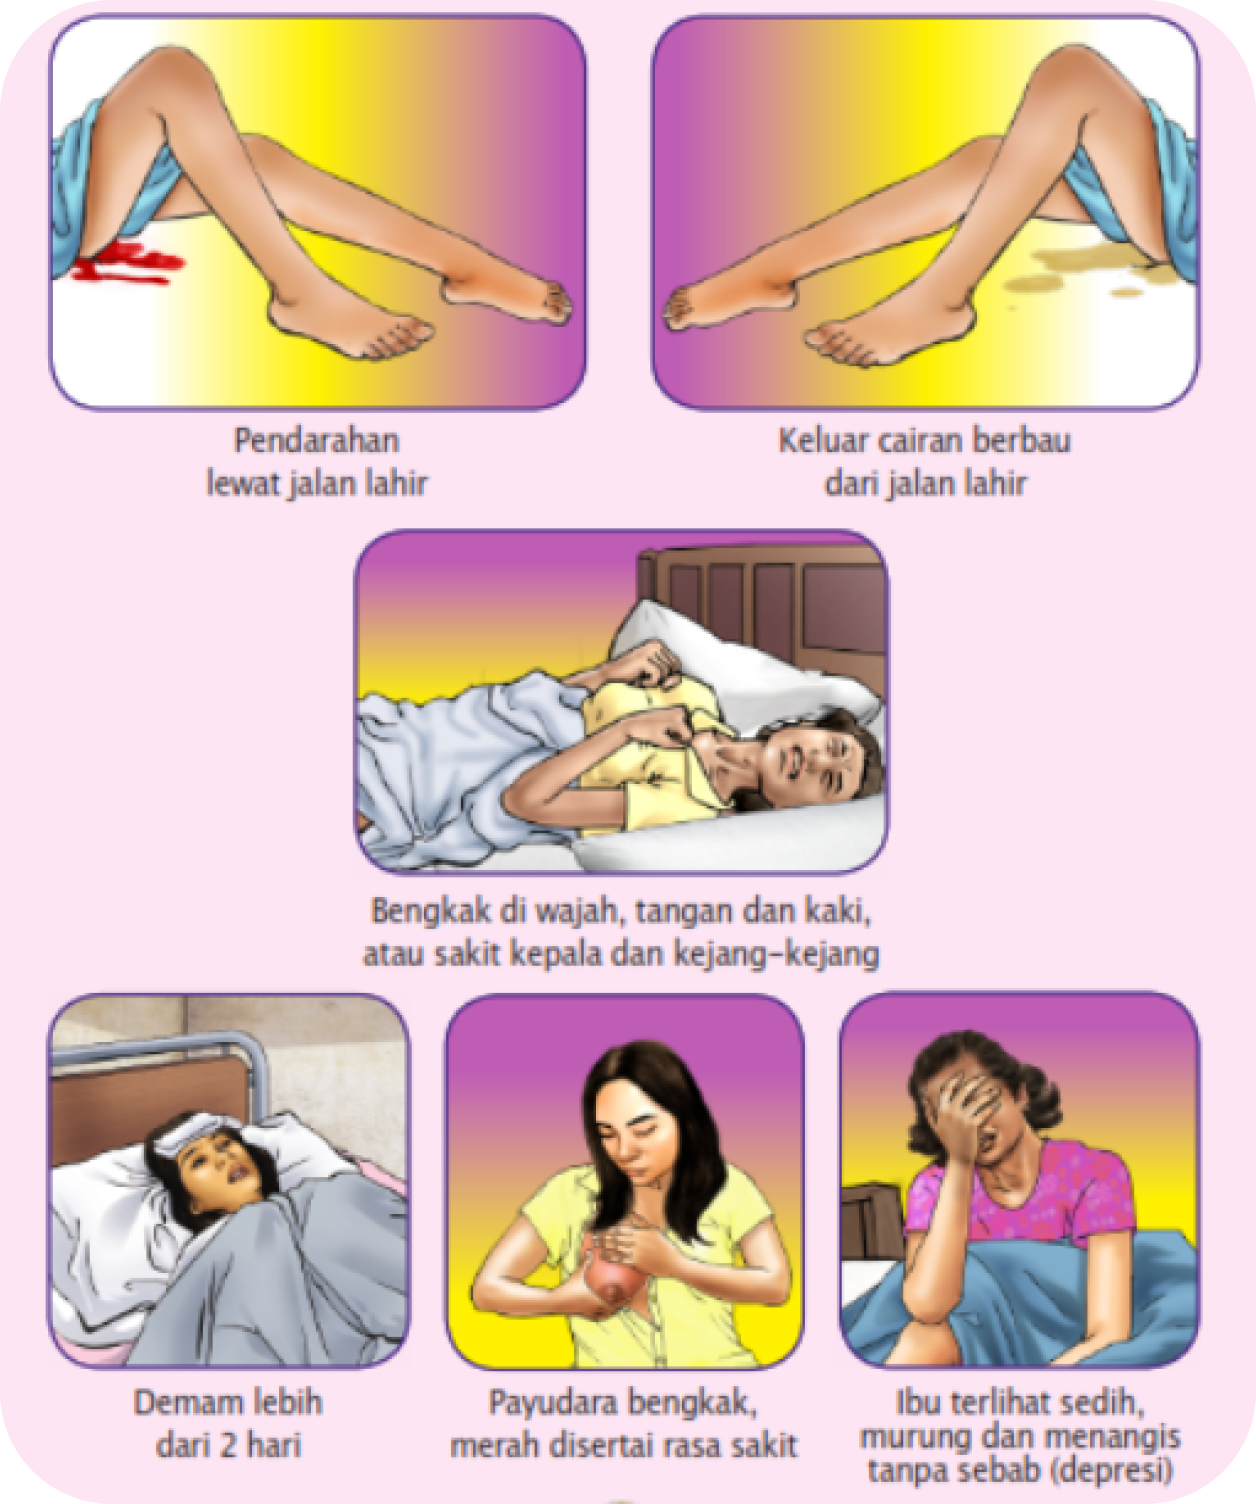 Pendarahan
lewat jalan lahir
Keluar cairan berbau
dari jalan lahir
Bengkak di wajah, tangan dan kaki,
atau sakit kepala dan kejang-kejang
Demam lebih
dari 2 hari
Payudara bengkak,
merah disertai rasa sakit
Ibu terlihat sedih,
murung dan menangis
tanpa sebab (depresi)